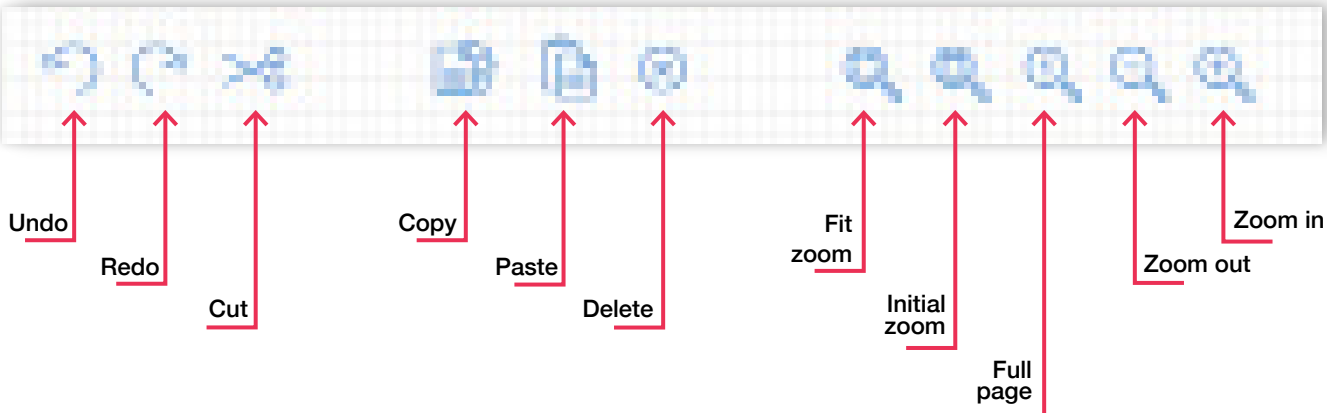 Undo
Redo
Cut
Copy
Paste
Delete
Fit
zoom
Initial
zoom
Full
page
Zoom out
Zoom in